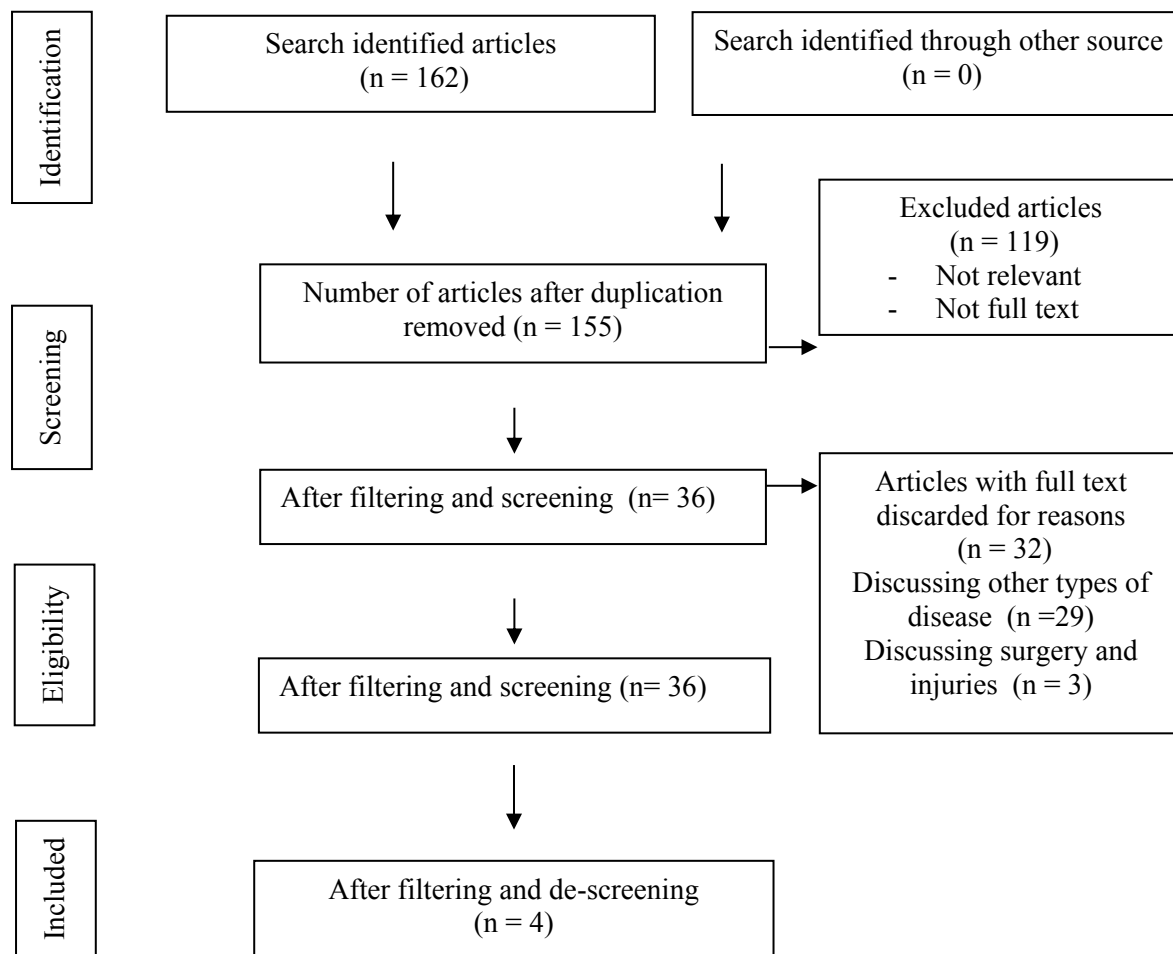 Identification
Search identified articles
(n = 162)
Search identified through other source
(n = 0)
Excluded articles
(n = 119)
- Not relevant
- Not full text
Screening
Number of articles after duplication
removed (n = 155)
After filtering and screening (n= 36)
Articles with full text
discarded for reasons
(n = 32)
Discussing other types of
disease (n =29)
Discussing surgery and
injuries (n = 3)
Eligibility
After filtering and screening (n= 36)
Included
After filtering and de-screening
(n = 4)